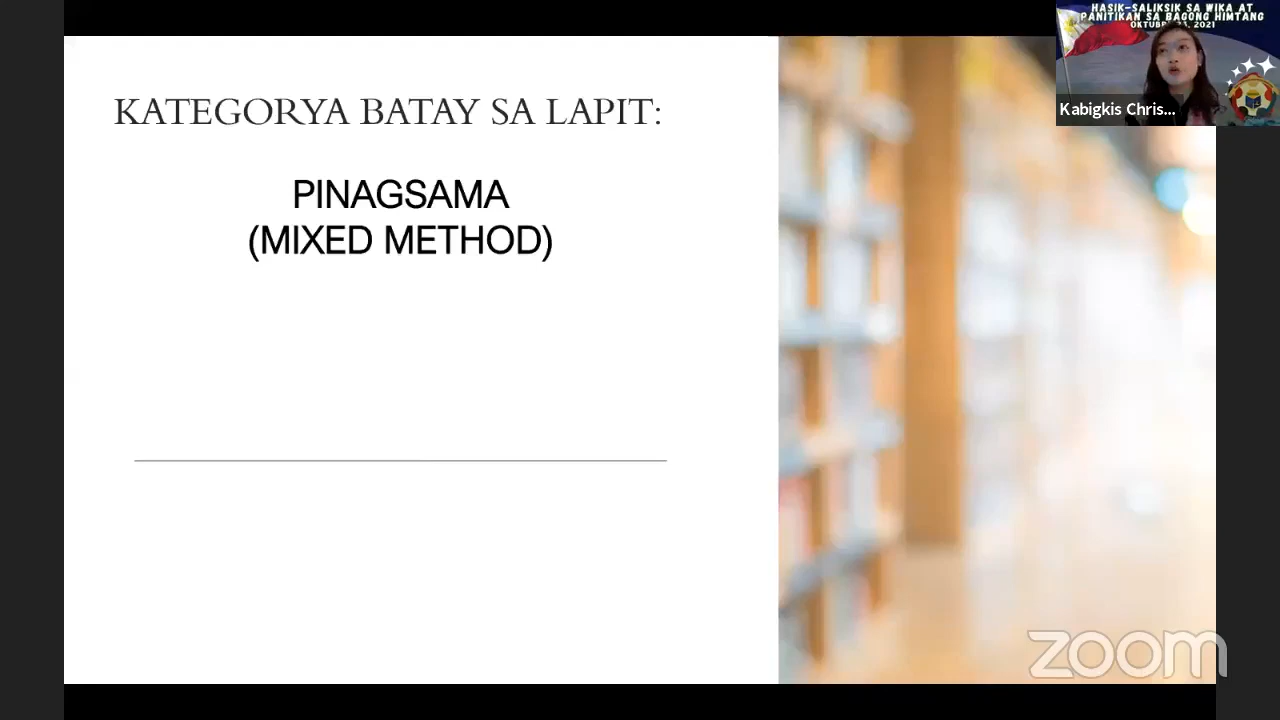 KATEGORYA BATAY SA LAPIT:
PINAGSAMA
(MIXED METHOD)
HASIK-SALIKSIK SA WIKA AT
PANITIKAN SA BAGONG HIMTANG
2021
Kabigkis Chris...
zoom